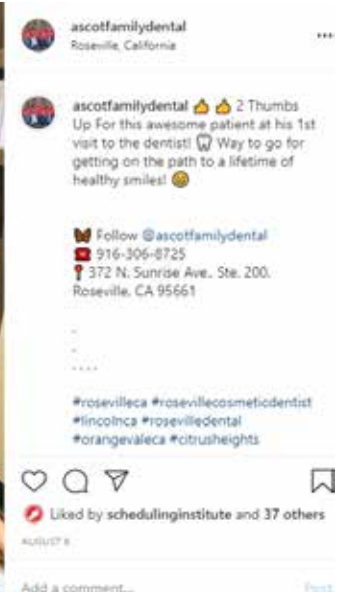 ascotfamilydental
Roseville, California
ascotfamilydental 👍 👍 2 Thumbs
Up For this awesome patient at his 1st
visit to the dentist! 🦷 Way to go for
getting on the path to a lifetime of
healthy smiles! 😄
🦋 Follow @ascotfamilydental
☎️ 916-306-8725
📍 372 N. Sunrise Ave., Ste. 200,
Roseville, CA 95661
.
.
....
#rosevilleca #rosevillecosmeticdentist
#lincolnca #rosevilledental
#orangevaleca #citrusheights
Liked by schedulinginstitute and 37 others
AUGUST 6
Add a comment...
Post